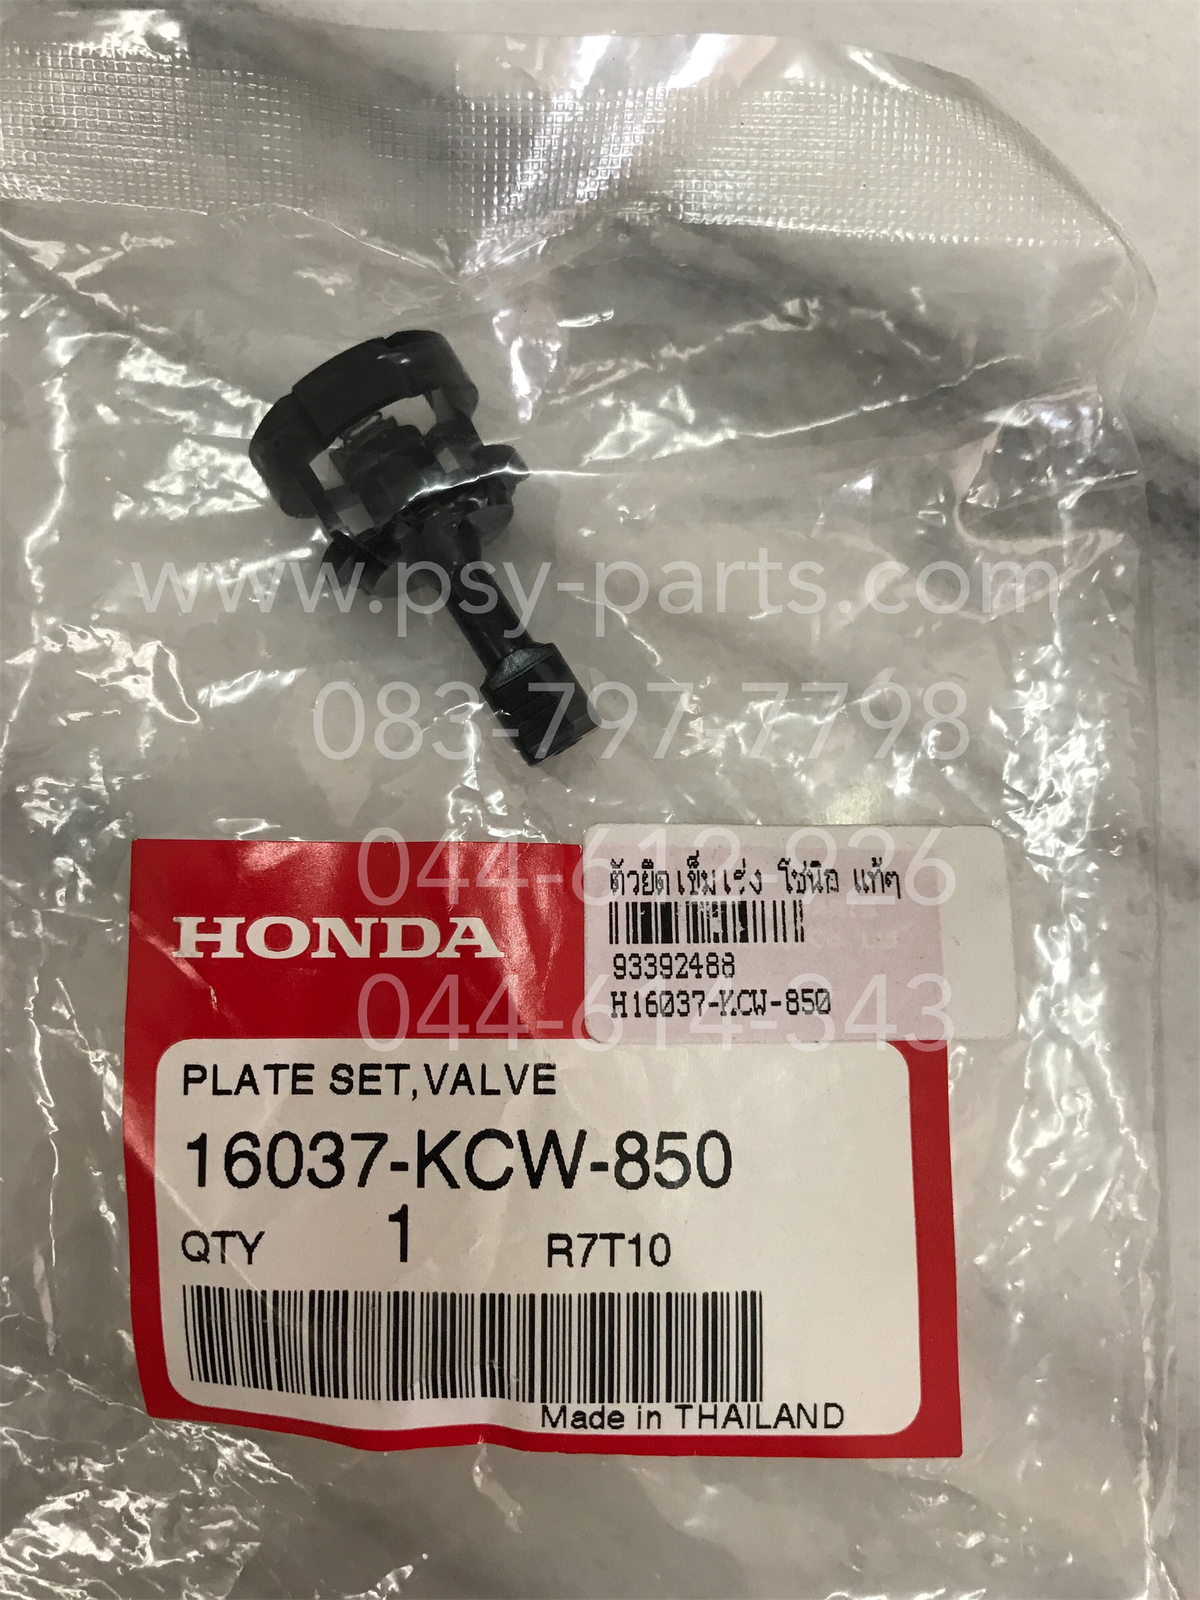 www.psy-parts.com
083-797-7798
044-612-926
044-614-343
ตัวยึดเข็มเร่ง โซนิค แท้ๆ
93392488
H16037-KCW-850
HONDA
PLATE SET,VALVE
16037-KCW-850
QTY 1 R7T10
Made in THAILAND